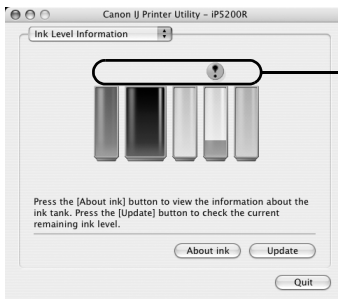 Canon IJ Printer Utility – iP5200R
Ink Level Information
!
Press the [About ink] button to view the information about the
ink tank. Press the [Update] button to check the current
remaining ink level.
About ink
Update
Quit